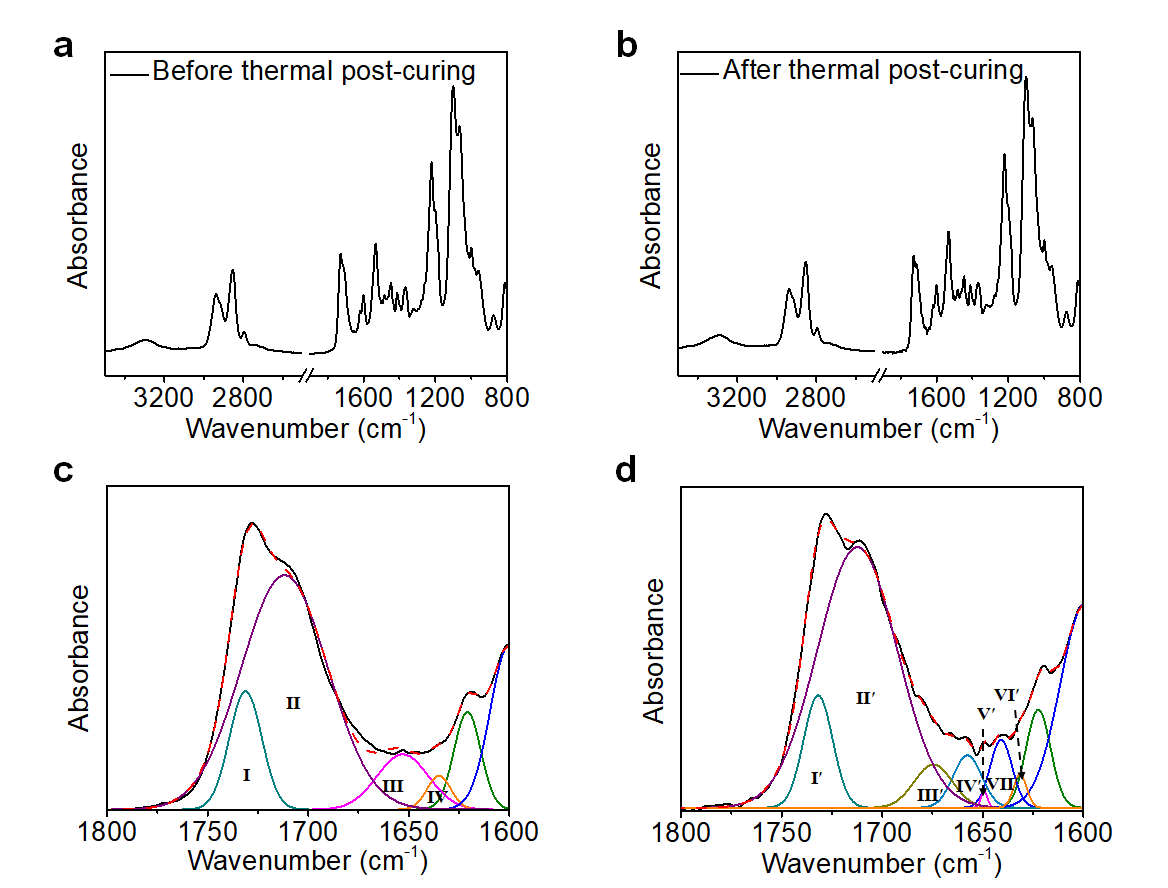 a
b
Before thermal post-curing
After thermal post-curing
Absorbance
Absorbance
3200 2800 1600 1200 800
3200 2800 1600 1200 800
Wavenumber (cm⁻¹)
Wavenumber (cm⁻¹)
c
d
Absorbance
Absorbance
I
II
III
IV
I′
II′
III′
IV′
V′
VI′
VII′
1800 1750 1700 1650 1600
1800 1750 1700 1650 1600
Wavenumber (cm⁻¹)
Wavenumber (cm⁻¹)